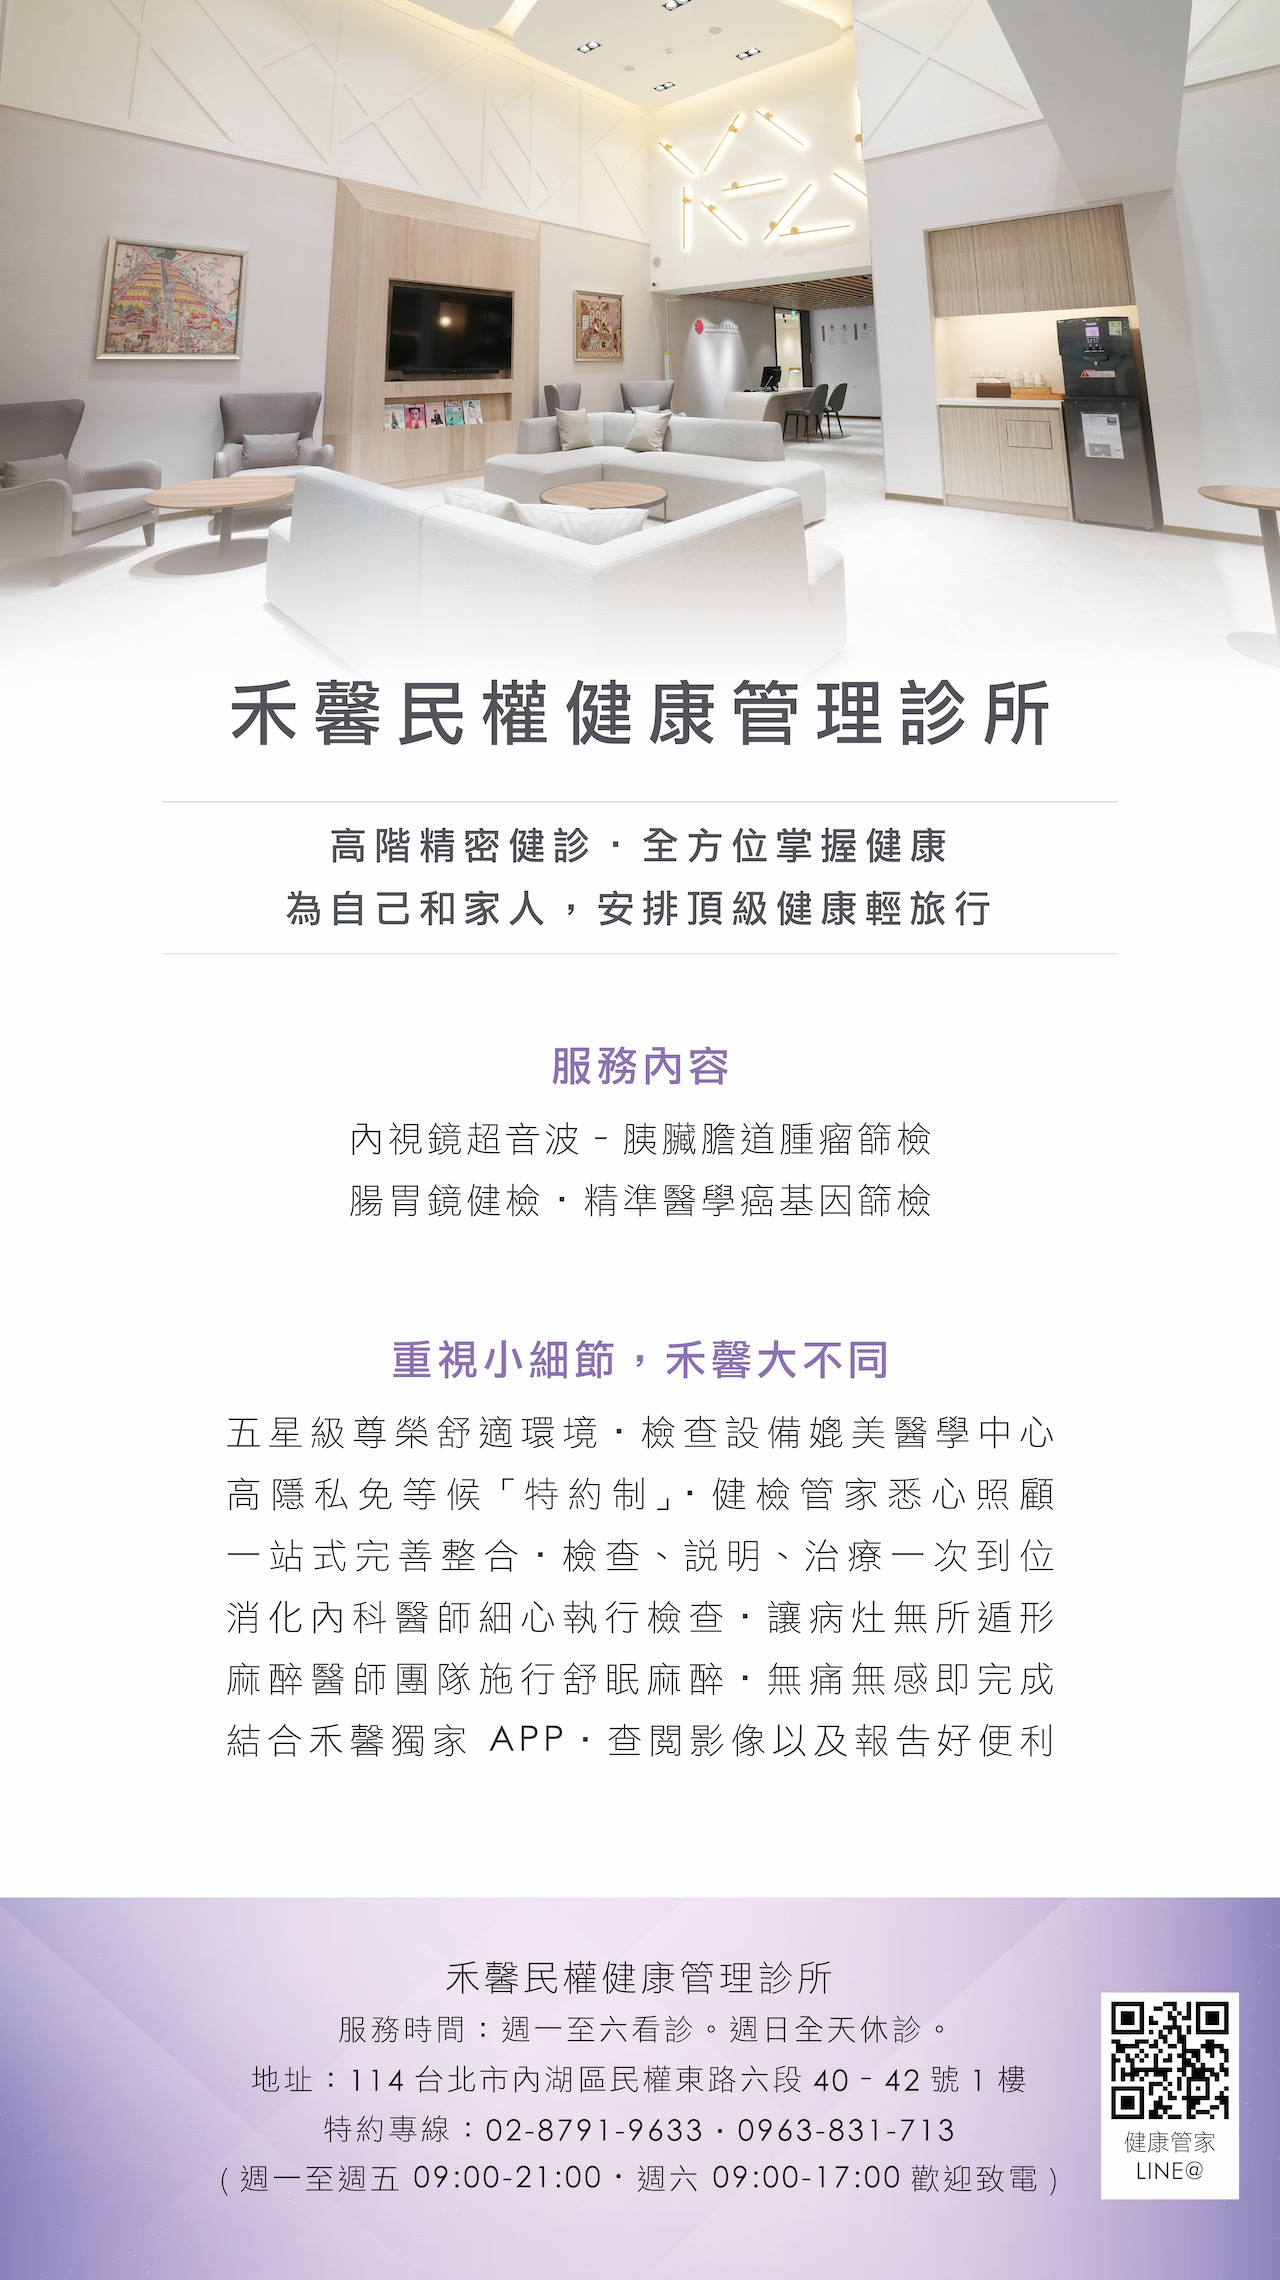 禾馨民權健康管理診所
高階精密健診・全方位掌握健康
為自己和家人，安排頂級健康輕旅行
服務內容
內視鏡超音波－胰臟膽道腫瘤篩檢
腸胃鏡健檢・精準醫學癌基因篩檢
重視小細節，禾馨大不同
五星級尊榮舒適環境・檢查設備媲美醫學中心
高隱私免等候「特約制」・健檢管家悉心照顧
一站式完善整合・檢查、説明、治療一次到位
消化內科醫師細心執行檢查・讓病灶無所遁形
麻醉醫師團隊施行舒眠麻醉・無痛無感即完成
結合禾馨獨家 APP・查閱影像以及報告好便利
禾馨民權健康管理診所
服務時間：週一至六看診。週日全天休診。
地址：114 台北市內湖區民權東路六段 40－42 號 1 樓
特約專線：02-8791-9633・0963-831-713
(週一至週五 09:00-21:00・週六 09:00-17:00 歡迎致電)
健康管家
LINE@